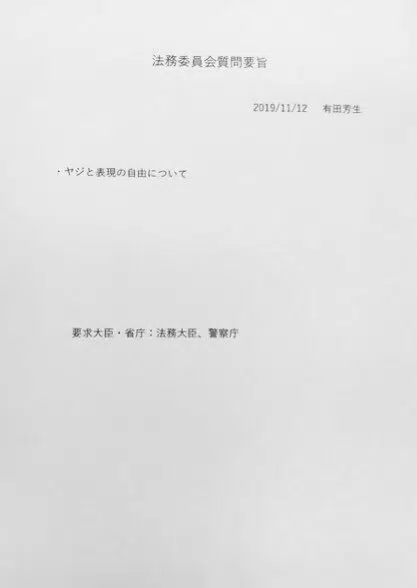 法務委員会質問要旨
2019/11/12　有田芳生
・ヤジと表現の自由について
要求大臣・省庁：法務大臣、警察庁